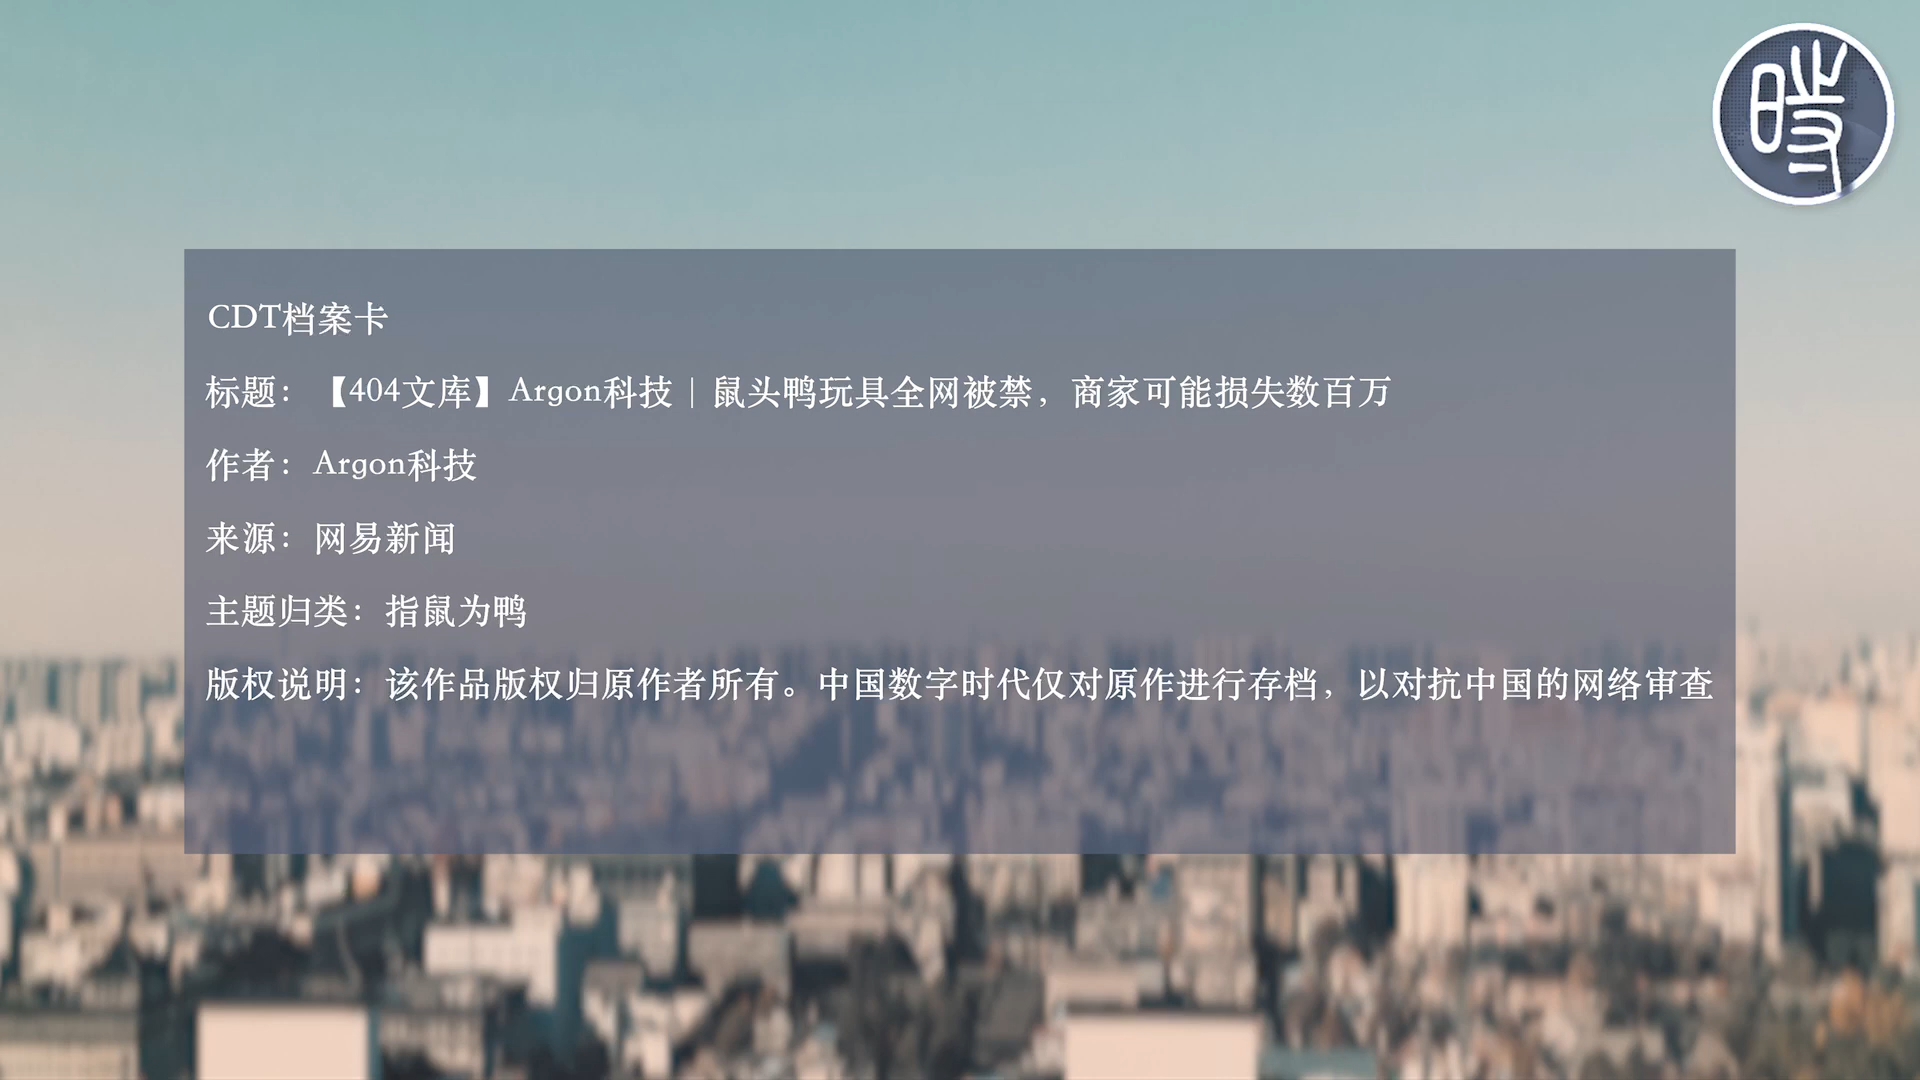 時
CDT档案卡
标题：【404文库】Argon科技｜鼠头鸭玩具全网被禁，商家可能损失数百万
作者：Argon科技
来源：网易新闻
主题归类：指鼠为鸭
版权说明：该作品版权归原作者所有。中国数字时代仅对原作进行存档，以对抗中国的网络审查